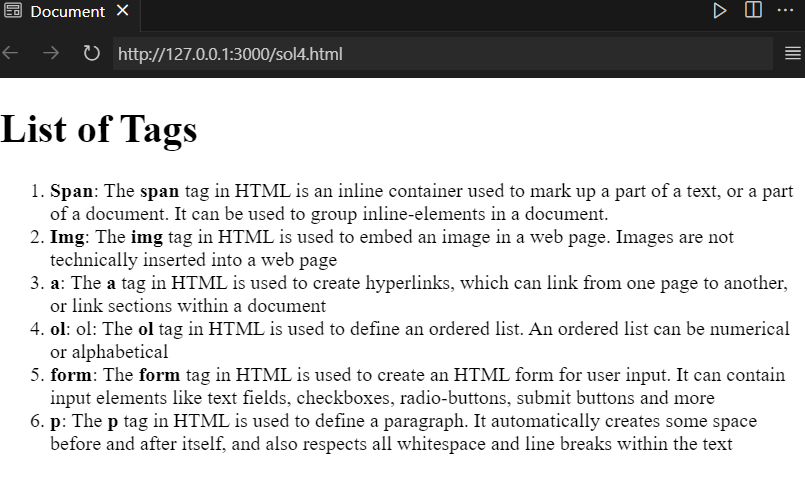 Document
http://127.0.0.1:3000/sol4.html
List of Tags
1. Span: The span tag in HTML is an inline container used to mark up a part of a text, or a part
of a document. It can be used to group inline-elements in a document.
2. Img: The img tag in HTML is used to embed an image in a web page. Images are not
technically inserted into a web page
3. a: The a tag in HTML is used to create hyperlinks, which can link from one page to another,
or link sections within a document
4. ol: ol: The ol tag in HTML is used to define an ordered list. An ordered list can be numerical
or alphabetical
5. form: The form tag in HTML is used to create an HTML form for user input. It can contain
input elements like text fields, checkboxes, radio-buttons, submit buttons and more
6. p: The p tag in HTML is used to define a paragraph. It automatically creates some space
before and after itself, and also respects all whitespace and line breaks within the text